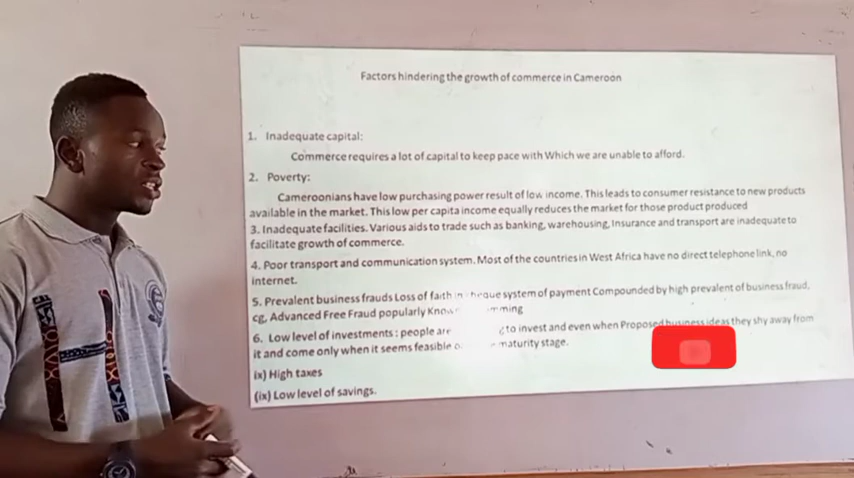 Factors hindering the growth of commerce in Cameroon
1. Inadequate capital:
Commerce requires a lot of capital to keep pace with Which we are unable to afford.
2. Poverty:
Cameroonians have low purchasing power result of low income. This leads to consumer resistance to new products
available in the market. This low per capita income equally reduces the market for those product produced
3. Inadequate facilities. Various aids to trade such as banking, warehousing, Insurance and transport are inadequate to
facilitate growth of commerce.
4. Poor transport and communication system. Most of the countries in West Africa have no direct telephone link, no
internet.
5. Prevalent business frauds Loss of faith system of payment Compounded by high prevalent of business fraud,
cg, Advanced Free Fraud popularly
6. Low level of investments : people are to invest and even when Proposed business ideas they shy away from
it and come only when it seems feasible maturity stage.
ix) High taxes
(ix) Low level of savings.